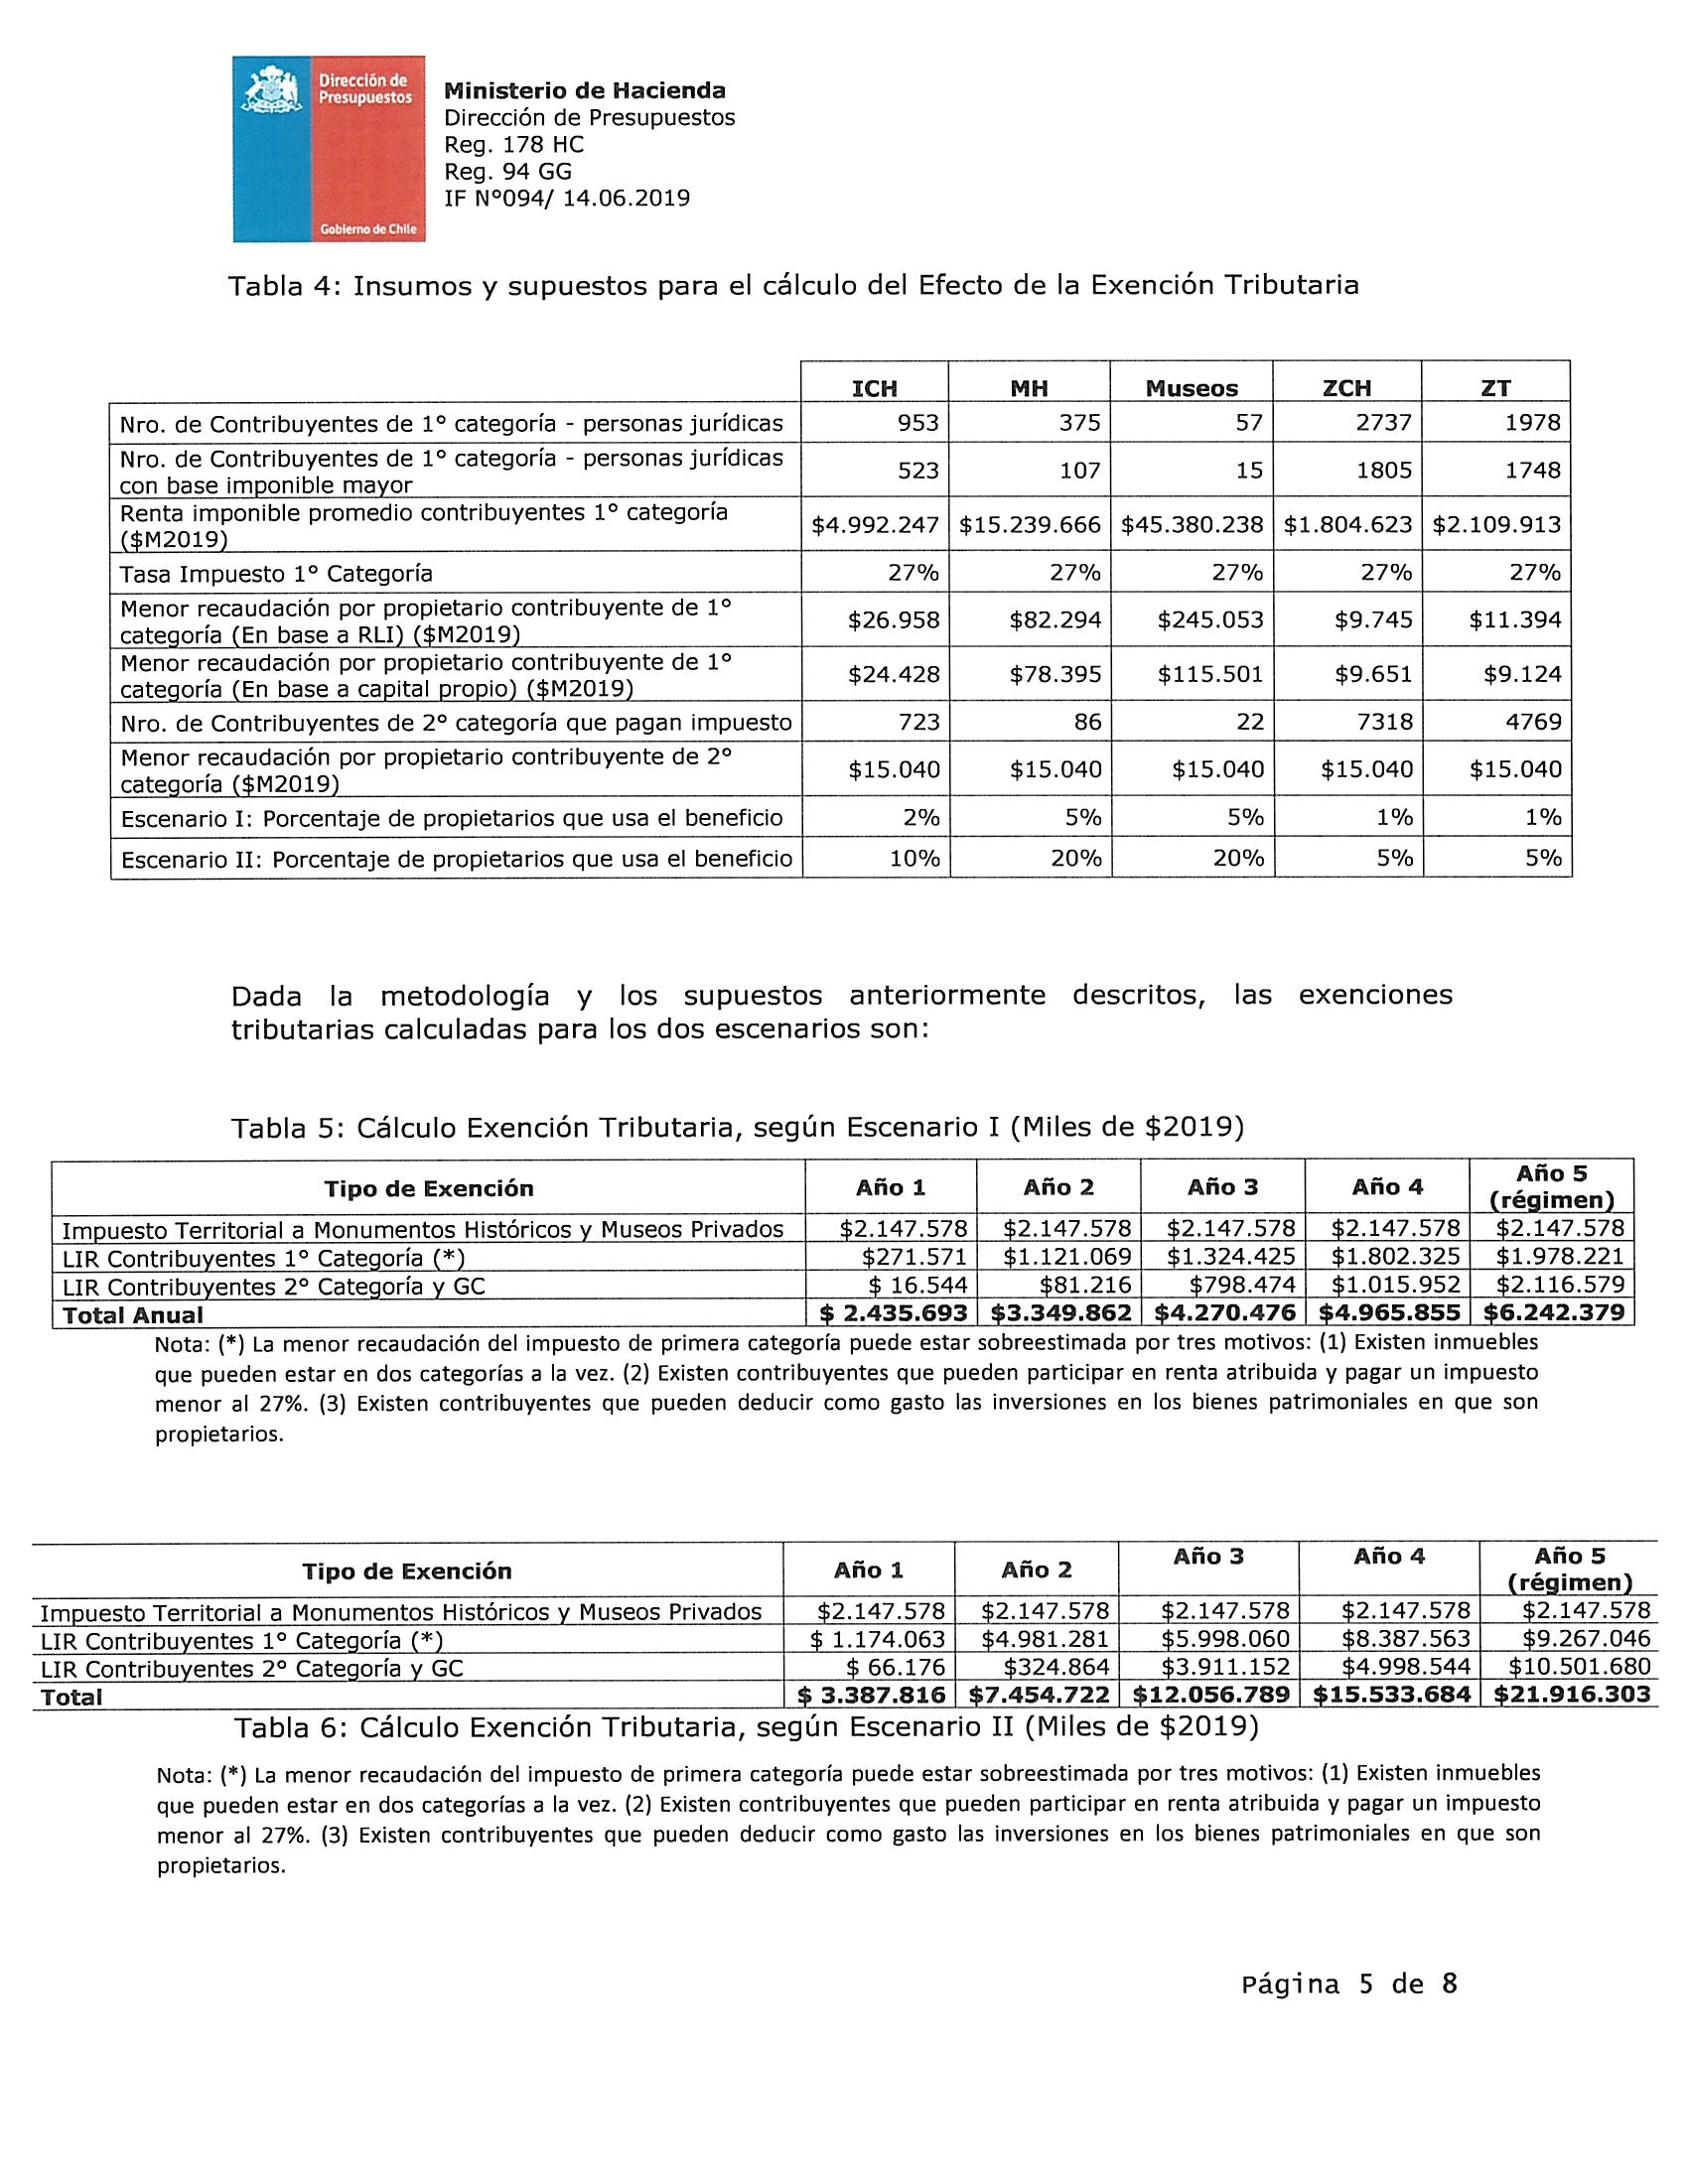 Dirección de
Presupuestos
Gobierno de Chile
Ministerio de Hacienda
Dirección de Presupuestos
Reg. 178 HC
Reg. 94 GG
IF N°094/ 14.06.2019
Tabla 4: Insumos y supuestos para el cálculo del Efecto de la Exención Tributaria
ICH MH Museos ZCH ZT
Nro. de Contribuyentes de 1° categoría - personas jurídicas 953 375 57 2737 1978
Nro. de Contribuyentes de 1° categoría - personas jurídicas
con base imponible mayor 523 107 15 1805 1748
Renta imponible promedio contribuyentes 1° categoría
($M2019) $4.992.247 $15.239.666 $45.380.238 $1.804.623 $2.109.913
Tasa Impuesto 1° Categoría 27% 27% 27% 27% 27%
Menor recaudación por propietario contribuyente de 1°
categoría (En base a RLI) ($M2019) $26.958 $82.294 $245.053 $9.745 $11.394
Menor recaudación por propietario contribuyente de 1°
categoría (En base a capital propio) ($M2019) $24.428 $78.395 $115.501 $9.651 $9.124
Nro. de Contribuyentes de 2° categoría que pagan impuesto 723 86 22 7318 4769
Menor recaudación por propietario contribuyente de 2°
categoría ($M2019) $15.040 $15.040 $15.040 $15.040 $15.040
Escenario I: Porcentaje de propietarios que usa el beneficio 2% 5% 5% 1% 1%
Escenario II: Porcentaje de propietarios que usa el beneficio 10% 20% 20% 5% 5%
Dada la metodología y los supuestos anteriormente descritos, las exenciones
tributarias calculadas para los dos escenarios son:
Tabla 5: Cálculo Exención Tributaria, según Escenario I (Miles de $2019)
Tipo de Exención Año 1 Año 2 Año 3 Año 4 Año 5
(régimen)
Impuesto Territorial a Monumentos Históricos y Museos Privados $2.147.578 $2.147.578 $2.147.578 $2.147.578 $2.147.578
LIR Contribuyentes 1° Categoría (*) $271.571 $1.121.069 $1.324.425 $1.802.325 $1.978.221
LIR Contribuyentes 2° Categoría y GC $ 16.544 $81.216 $798.474 $1.015.952 $2.116.579
Total Anual $ 2.435.693 $3.349.862 $4.270.476 $4.965.855 $6.242.379
Nota: (*) La menor recaudación del impuesto de primera categoría puede estar sobreestimada por tres motivos: (1) Existen inmuebles
que pueden estar en dos categorías a la vez. (2) Existen contribuyentes que pueden participar en renta atribuida y pagar un impuesto
menor al 27%. (3) Existen contribuyentes que pueden deducir como gasto las inversiones en los bienes patrimoniales en que son
propietarios.
Tipo de Exención Año 1 Año 2 Año 3 Año 4 Año 5
(régimen)
Impuesto Territorial a Monumentos Históricos y Museos Privados $2.147.578 $2.147.578 $2.147.578 $2.147.578 $2.147.578
LIR Contribuyentes 1° Categoría (*) $ 1.174.063 $4.981.281 $5.998.060 $8.387.563 $9.267.046
LIR Contribuyentes 2° Categoría y GC $ 66.176 $324.864 $3.911.152 $4.998.544 $10.501.680
Total $ 3.387.816 $7.454.722 $12.056.789 $15.533.684 $21.916.303
Tabla 6: Cálculo Exención Tributaria, según Escenario II (Miles de $2019)
Nota: (*) La menor recaudación del impuesto de primera categoría puede estar sobreestimada por tres motivos: (1) Existen inmuebles
que pueden estar en dos categorías a la vez. (2) Existen contribuyentes que pueden participar en renta atribuida y pagar un impuesto
menor al 27%. (3) Existen contribuyentes que pueden deducir como gasto las inversiones en los bienes patrimoniales en que son
propietarios.
Página 5 de 8